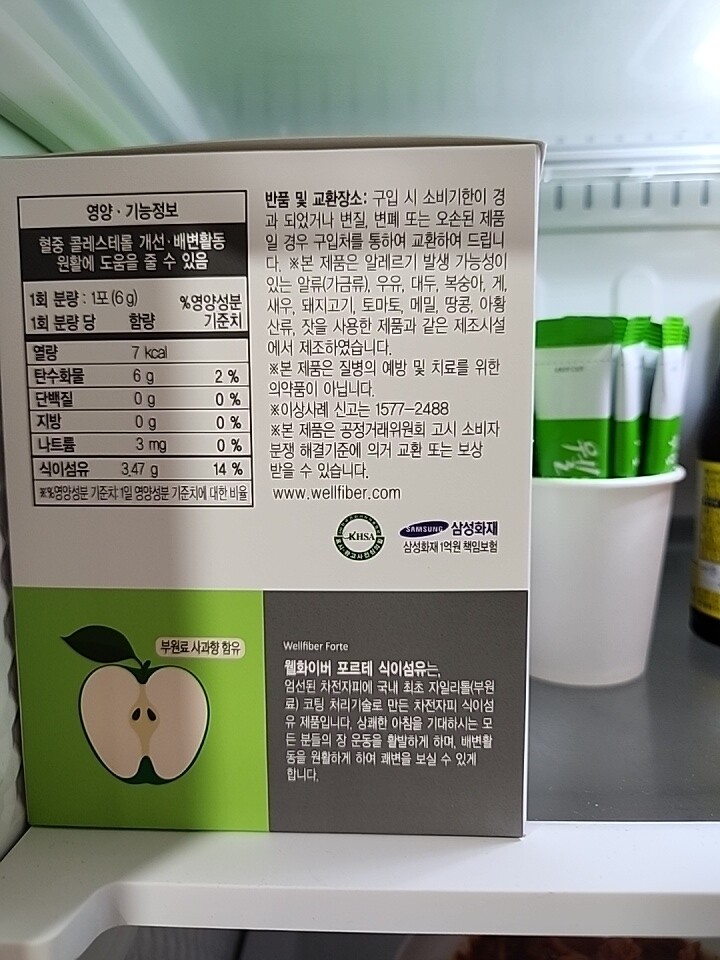 영양 · 기능정보
혈중 콜레스테롤 개선·배변활동
원활에 도움을 줄 수 있음
1회 분량 : 1포(6g)
%영양성분
1회 분량 당 함량 기준치
열량 7 kcal
탄수화물 6 g 2 %
단백질 0 g 0 %
지방 0 g 0 %
나트륨 3 mg 0 %
식이섬유 3.47 g 14 %
※%영양성분 기준치:1일 영양성분 기준치에 대한 비율
반품 및 교환장소: 구입 시 소비기한이 경
과 되었거나 변질, 변폐 또는 오손된 제품
일 경우 구입처를 통하여 교환하여 드립니
다. ※본 제품은 알레르기 발생 가능성이
있는 알류(가금류), 우유, 대두, 복숭아, 게,
새우, 돼지고기, 토마토, 메밀, 땅콩, 아황
산류, 잣을 사용한 제품과 같은 제조시설
에서 제조하였습니다.
※본 제품은 질병의 예방 및 치료를 위한
의약품이 아닙니다.
※이상사례 신고는 1577-2488
※본 제품은 공정거래위원회 고시 소비자
분쟁 해결기준에 의거 교환 또는 보상
받을 수 있습니다.
www.wellfiber.com
KHSA
SAMSUNG 삼성화재
삼성화재 1억원 책임보험
부원료 사과향 함유
Wellfiber Forte
웰화이버 포르테 식이섬유는,
엄선된 차전자피에 국내 최초 자일리톨(부원
료) 코팅 처리기술로 만든 차전자피 식이섬
유 제품입니다. 상쾌한 아침을 기대하시는 모
든 분들의 장 운동을 활발하게 하며, 배변활
동을 원활하게 하여 쾌변을 보실 수 있게
합니다.
EASY CUT